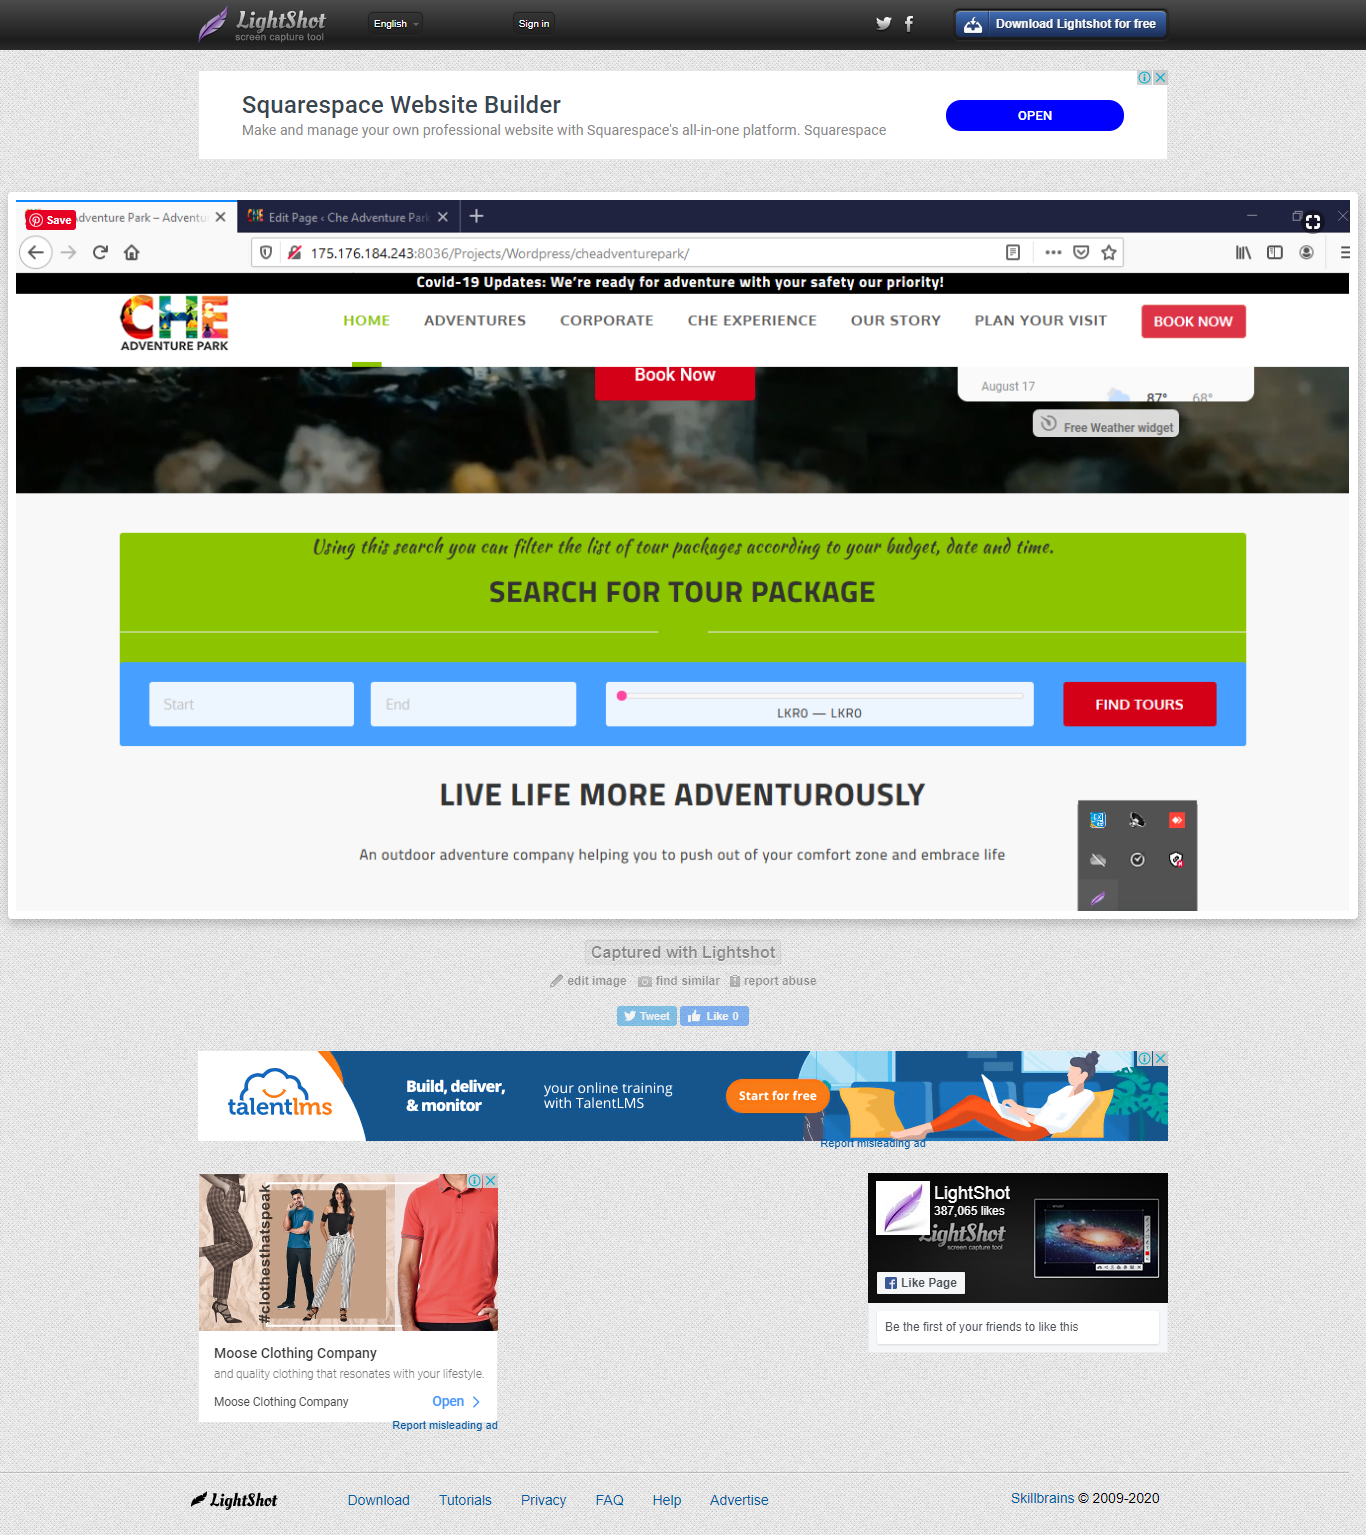 LightShot
screen capture tool
English
Sign in
Download Lightshot for free
Squarespace Website Builder
Make and manage your own professional website with Squarespace's all-in-one platform. Squarespace
OPEN
Save
dventure Park – Adventu
CHE Edit Page ‹ Che Adventure Park
175.176.184.243:8036/Projects/Wordpress/cheadventurepark/
Covid-19 Updates: We're ready for adventure with your safety our priority!
CHE
ADVENTURE PARK
HOME
ADVENTURES
CORPORATE
CHE EXPERIENCE
OUR STORY
PLAN YOUR VISIT
BOOK NOW
Book Now
August 17
87° 68°
Free Weather widget
Using this search you can filter the list of tour packages according to your budget, date and time.
SEARCH FOR TOUR PACKAGE
Start
End
LKR0 — LKR0
FIND TOURS
LIVE LIFE MORE ADVENTUROUSLY
An outdoor adventure company helping you to push out of your comfort zone and embrace life
Captured with Lightshot
edit image
find similar
report abuse
Tweet
Like 0
talentlms
Build, deliver,
& monitor
your online training
with TalentLMS
Start for free
Report misleading ad
#clothesthatspeak
Moose Clothing Company
and quality clothing that resonates with your lifestyle.
Moose Clothing Company
Open
Report misleading ad
LightShot
387,065 likes
LightShot
screen capture tool
Like Page
Be the first of your friends to like this
LightShot
Download
Tutorials
Privacy
FAQ
Help
Advertise
Skillbrains © 2009-2020